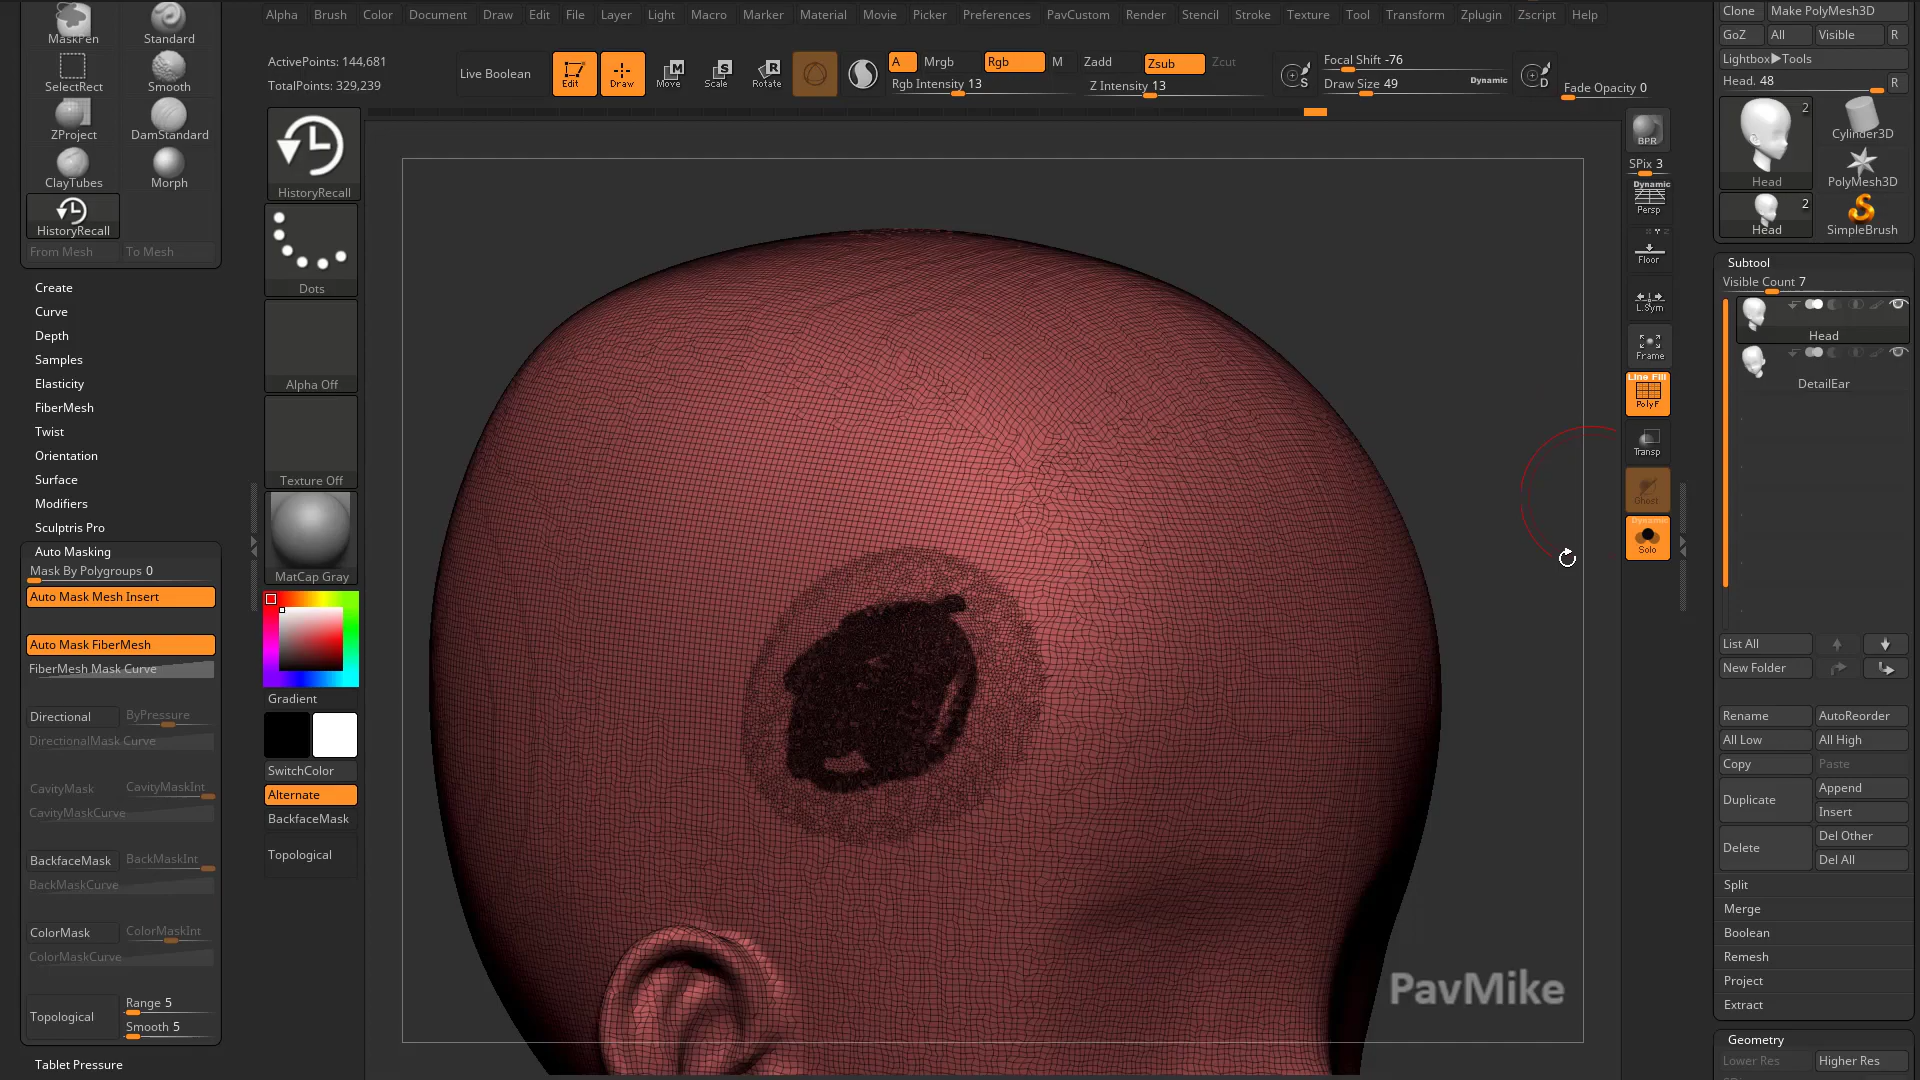 Alpha Brush Color Document Draw Edit File Layer Light Macro Marker Material Movie Picker Preferences PavCustom Render Stencil Stroke Texture Tool Transform Zplugin Zscript Help
MaskPen Standard
SelectRect Smooth
ZProject DamStandard
ClayTubes Morph
HistoryRecall
From Mesh To Mesh
Create
Curve
Depth
Samples
Elasticity
FiberMesh
Twist
Orientation
Surface
Modifiers
Sculptris Pro
Auto Masking
Mask By Polygroups 0
Auto Mask Mesh Insert
Auto Mask FiberMesh
FiberMesh Mask Curve
Directional ByPressure
DirectionalMask Curve
CavityMask CavityMaskInt
CavityMaskCurve
BackfaceMask BackMaskInt
BackMaskCurve
ColorMask ColorMaskInt
ColorMaskCurve
Topological Range 5
Smooth 5
Tablet Pressure
ActivePoints: 144,681
TotalPoints: 329,239
Live Boolean
Edit Draw Move Scale Rotate
A Mrgb Rgb M Zadd Zsub Zcut
Rgb Intensity 13 Z Intensity 13
S
Focal Shift -76
Draw Size 49 Dynamic
D
Fade Opacity 0
HistoryRecall
Dots
Alpha Off
Texture Off
MatCap Gray
Gradient
SwitchColor
Alternate
BackfaceMask
Topological
PavMike
BPR
SPix 3
Dynamic
Persp
Floor
L.Sym
Frame
Line Fill
PolyF
Transp
Ghost
Dynamic
Solo
Clone Make PolyMesh3D
GoZ All Visible R
Lightbox▶Tools
Head. 48 R
2
Head Cylinder3D
PolyMesh3D
2
Head SimpleBrush
Subtool
Visible Count 7
Head
DetailEar
List All
New Folder
Rename AutoReorder
All Low All High
Copy Paste
Duplicate Append
Insert
Delete Del Other
Del All
Split
Merge
Boolean
Remesh
Project
Extract
Geometry
Lower Res Higher Res